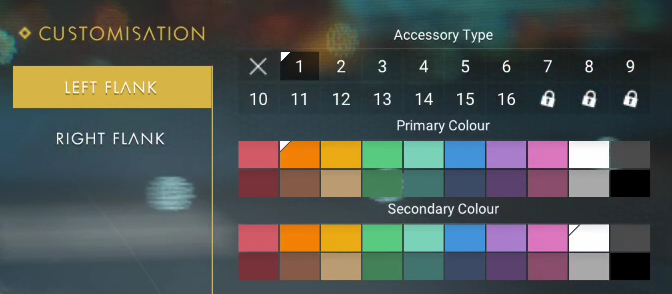 CUSTOMISATION
LEFT FLANK
RIGHT FLANK
Accessory Type
1 2 3 4 5 6 7 8 9
10 11 12 13 14 15 16
Primary Colour
Secondary Colour